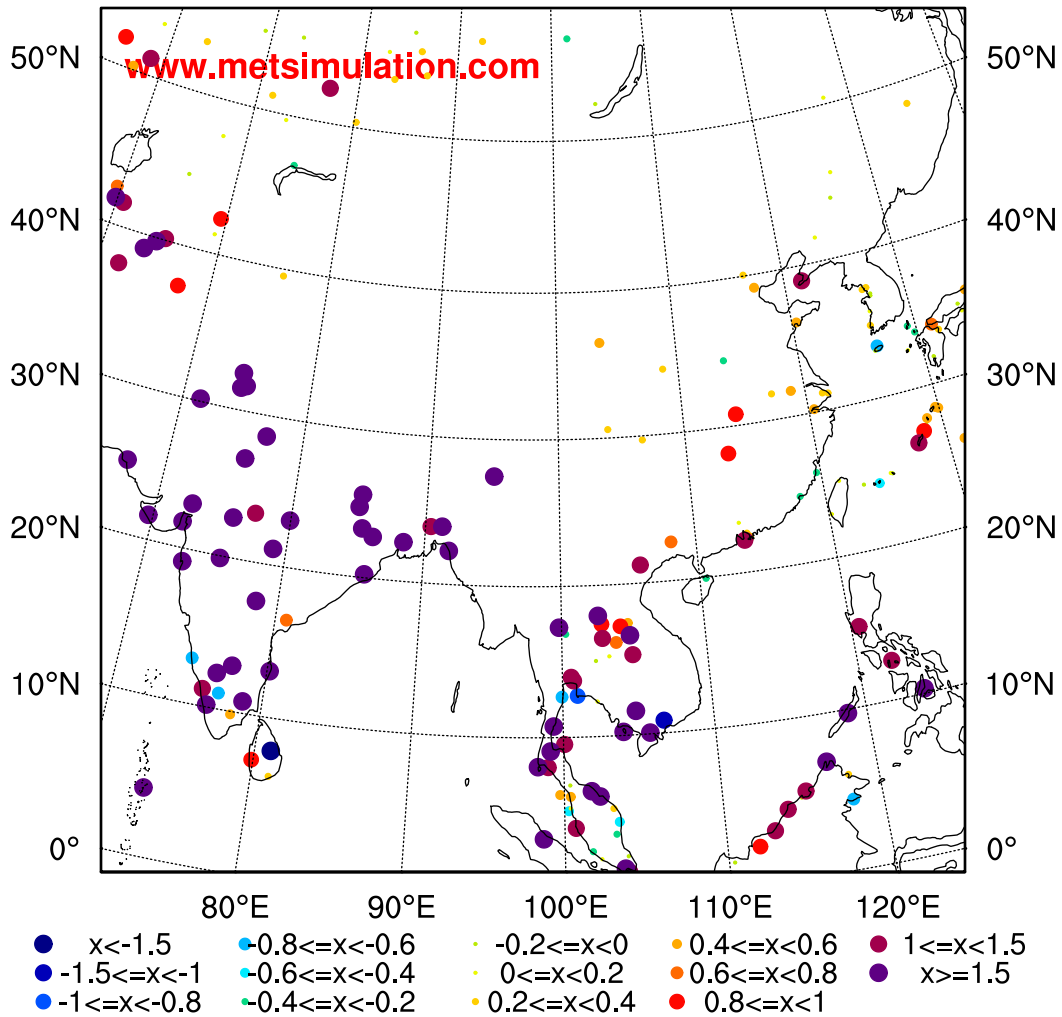 50°N 50°N
www.metsimulation.com
40°N 40°N
30°N 30°N
20°N 20°N
10°N 10°N
0° 0°
80°E 90°E 100°E 110°E 120°E
x<-1.5 -0.8<=x<-0.6 -0.2<=x<0 0.4<=x<0.6 1<=x<1.5
-1.5<=x<-1 -0.6<=x<-0.4 0<=x<0.2 0.6<=x<0.8 x>=1.5
-1<=x<-0.8 -0.4<=x<-0.2 0.2<=x<0.4 0.8<=x<1